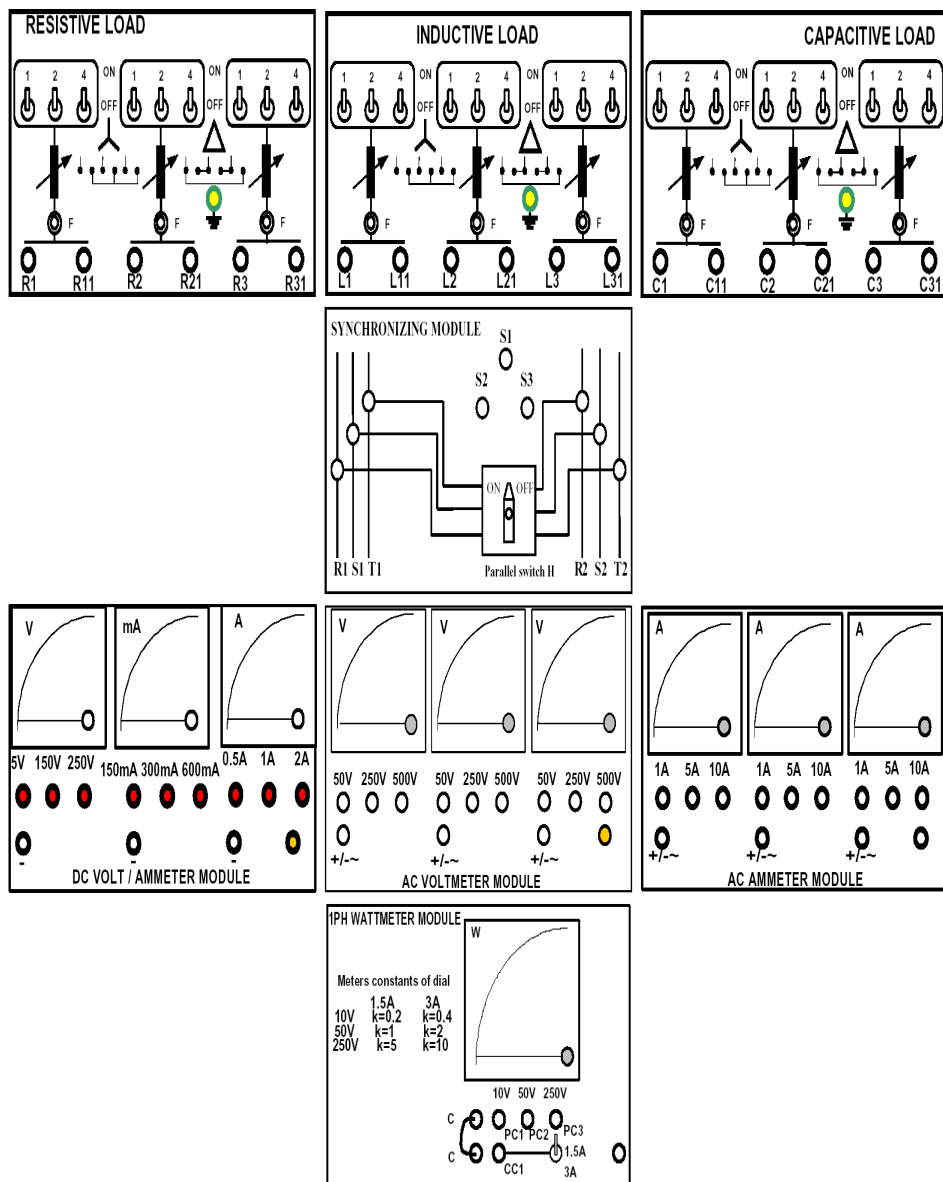 RESISTIVE LOAD
1 2 4 ON 1 2 4 ON 1 2 4
OFF OFF
F F F
R1 R11 R2 R21 R3 R31
INDUCTIVE LOAD
1 2 4 ON 1 2 4 ON 1 2 4
OFF OFF
F F F
L1 L11 L2 L21 L3 L31
CAPACITIVE LOAD
1 2 4 ON 1 2 4 ON 1 2 4
OFF OFF
F F F
C1 C11 C2 C21 C3 C31
SYNCHRONIZING MODULE
S1
S2 S3
ON OFF
R1 S1 T1 Parallel switch H R2 S2 T2
V mA A
5V 150V 250V 150mA 300mA 600mA 0.5A 1A 2A
- - -
DC VOLT / AMMETER MODULE
V V V
50V 250V 500V 50V 250V 500V 50V 250V 500V
+/-~ +/-~ +/-~
AC VOLTMETER MODULE
A A A
1A 5A 10A 1A 5A 10A 1A 5A 10A
+/-~ +/-~ +/-~
AC AMMETER MODULE
1PH WATTMETER MODULE
W
Meters constants of dial
1.5A 3A
10V k=0.2 k=0.4
50V k=1 k=2
250V k=5 k=10
10V 50V 250V
C
PC1 PC2 PC3
C 1.5A
CC1 3A